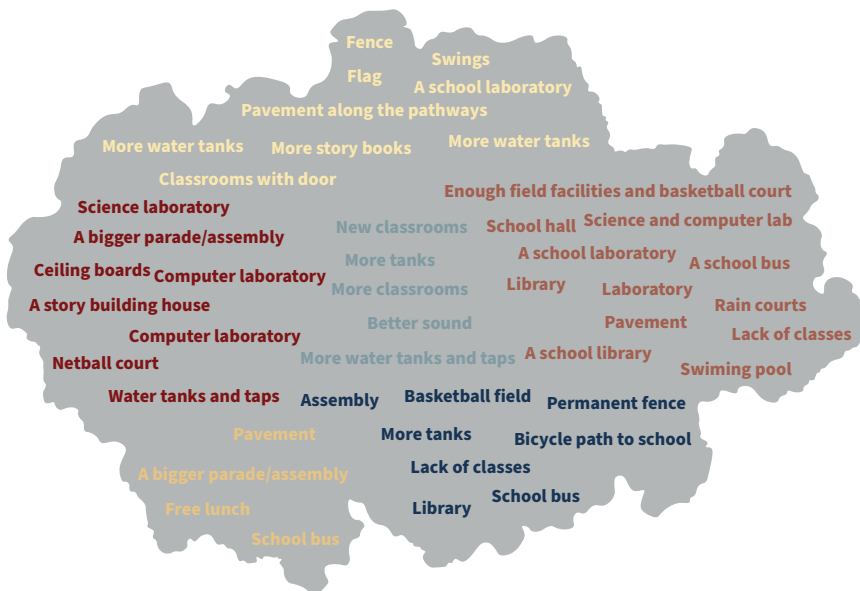 Fence
Swings
Flag
A school laboratory
Pavement along the pathways
More water tanks
More story books
More water tanks
Classrooms with door
Science laboratory
A bigger parade/assembly
Ceiling boards
Computer laboratory
A story building house
Computer laboratory
Netball court
Water tanks and taps
New classrooms
More tanks
More classrooms
Better sound
More water tanks and taps
Enough field facilities and basketball court
School hall
Science and computer lab
A school laboratory
A school bus
Library
Laboratory
Rain courts
Pavement
Lack of classes
A school library
Swiming pool
Assembly
Basketball field
Permanent fence
More tanks
Bicycle path to school
Lack of classes
School bus
Library
Pavement
A bigger parade/assembly
Free lunch
School bus